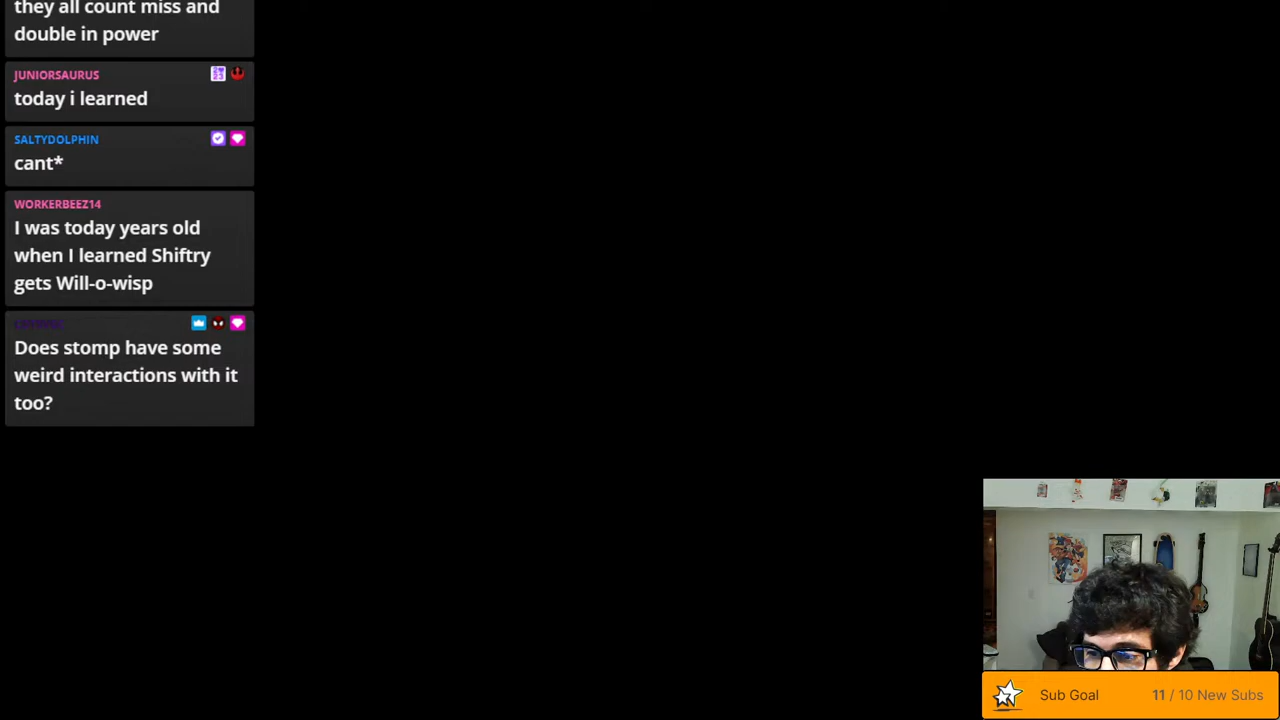 they all count miss and
double in power
JUNIORSAURUS
today i learned
SALTYDOLPHIN
cant*
WORKERBEEZ14
I was today years old
when I learned Shiftry
gets Will-o-wisp
Does stomp have some
weird interactions with it
too?
Sub Goal 11 / 10 New Subs